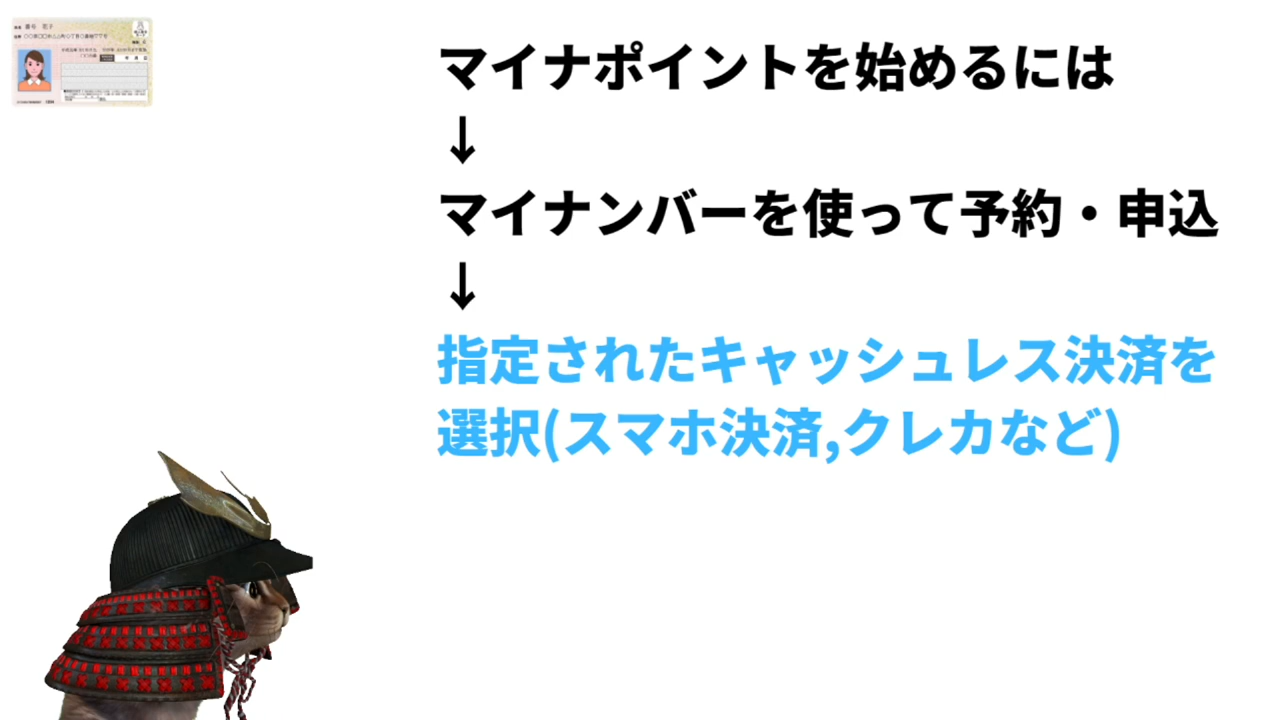 マイナポイントを始めるには
↓
マイナンバーを使って予約・申込
↓
指定されたキャッシュレス決済を
選択(スマホ決済,クレカなど)